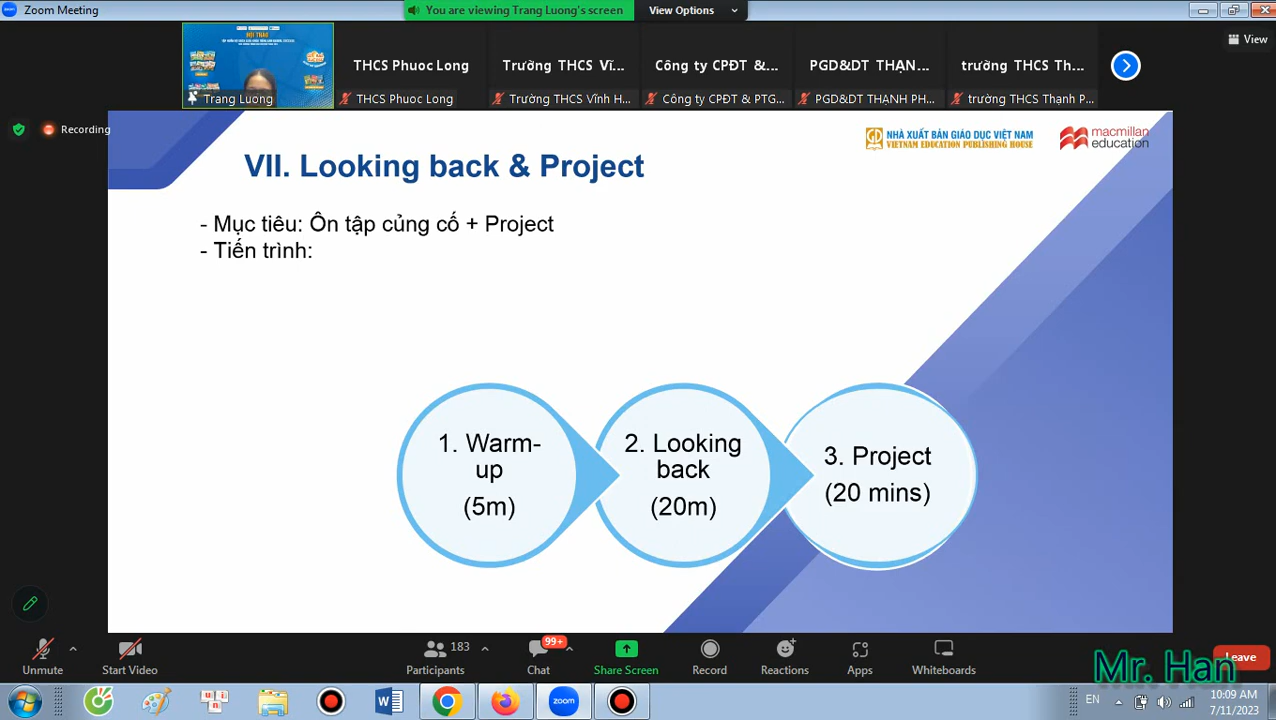 Zoom Meeting
You are viewing Trang Luong's screen
View Options
View
HỘI THẢO
Trang Luong
THCS Phuoc Long
THCS Phuoc Long
Trường THCS Vĩ...
Trường THCS Vĩnh H...
Công ty CPĐT &...
Công ty CPĐT & PTG...
PGD&DT THẠN...
PGD&DT THẠNH PH...
trường THCS Th...
trường THCS Thạnh P...
Recording
NHÀ XUẤT BẢN GIÁO DỤC VIỆT NAM
VIETNAM EDUCATION PUBLISHING HOUSE
macmillan
education
VII. Looking back & Project
- Mục tiêu: Ôn tập củng cố + Project
- Tiến trình:
1. Warm-
up
(5m)
2. Looking
back
(20m)
3. Project
(20 mins)
Unmute
Start Video
183
Participants
99+
Chat
Share Screen
Record
Reactions
Apps
Whiteboards
Leave
Mr. Han
EN
10:09 AM
7/11/2023